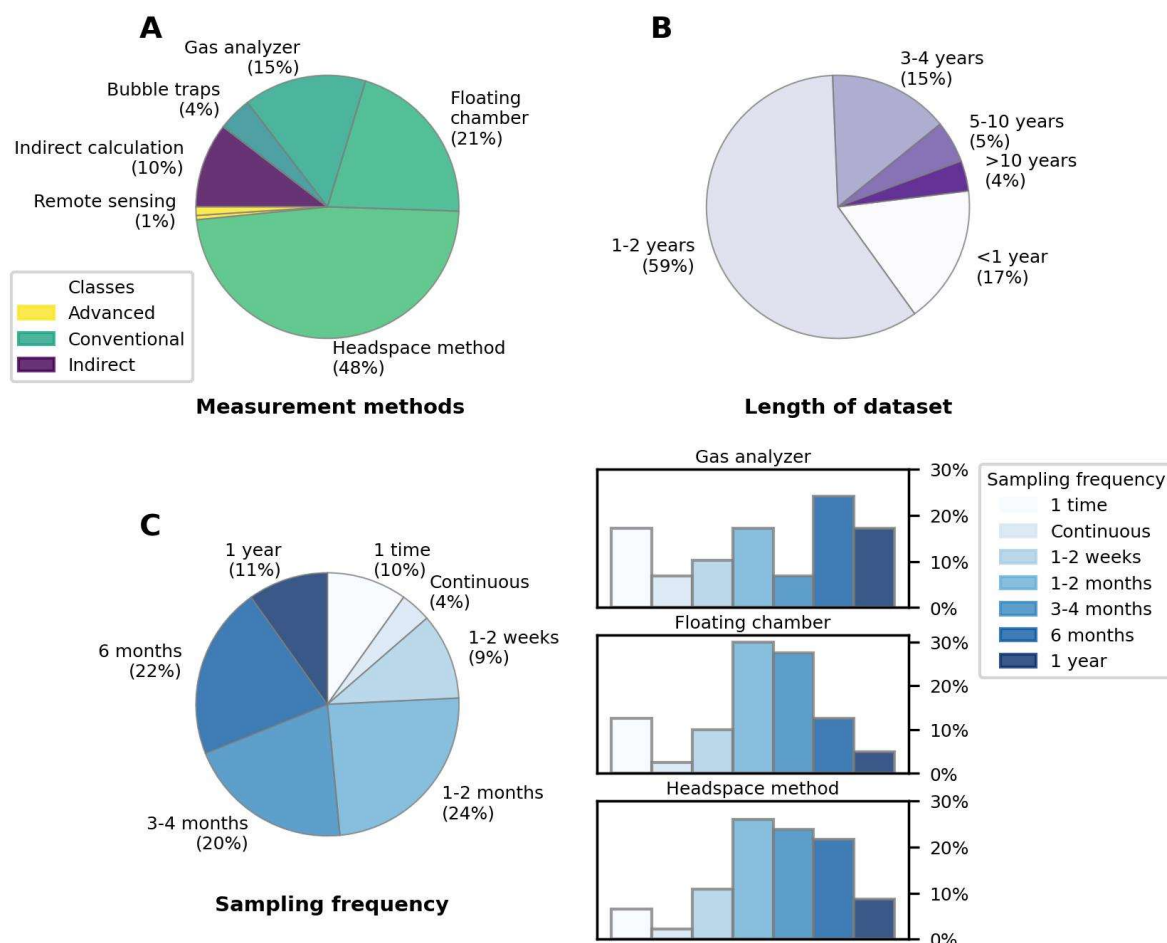 A
Gas analyzer
(15%)
Bubble traps
(4%)
Indirect calculation
(10%)
Remote sensing
(1%)
Floating
chamber
(21%)
Headspace method
(48%)
Classes
Advanced
Conventional
Indirect
Measurement methods
B
3-4 years
(15%)
5-10 years
(5%)
>10 years
(4%)
1-2 years
(59%)
<1 year
(17%)
Length of dataset
C
1 year
(11%)
1 time
(10%)
Continuous
(4%)
1-2 weeks
(9%)
6 months
(22%)
1-2 months
(24%)
3-4 months
(20%)
Sampling frequency
Gas analyzer
30%
20%
10%
0%
Floating chamber
30%
20%
10%
0%
Headspace method
30%
20%
10%
0%
Sampling frequency
1 time
Continuous
1-2 weeks
1-2 months
3-4 months
6 months
1 year